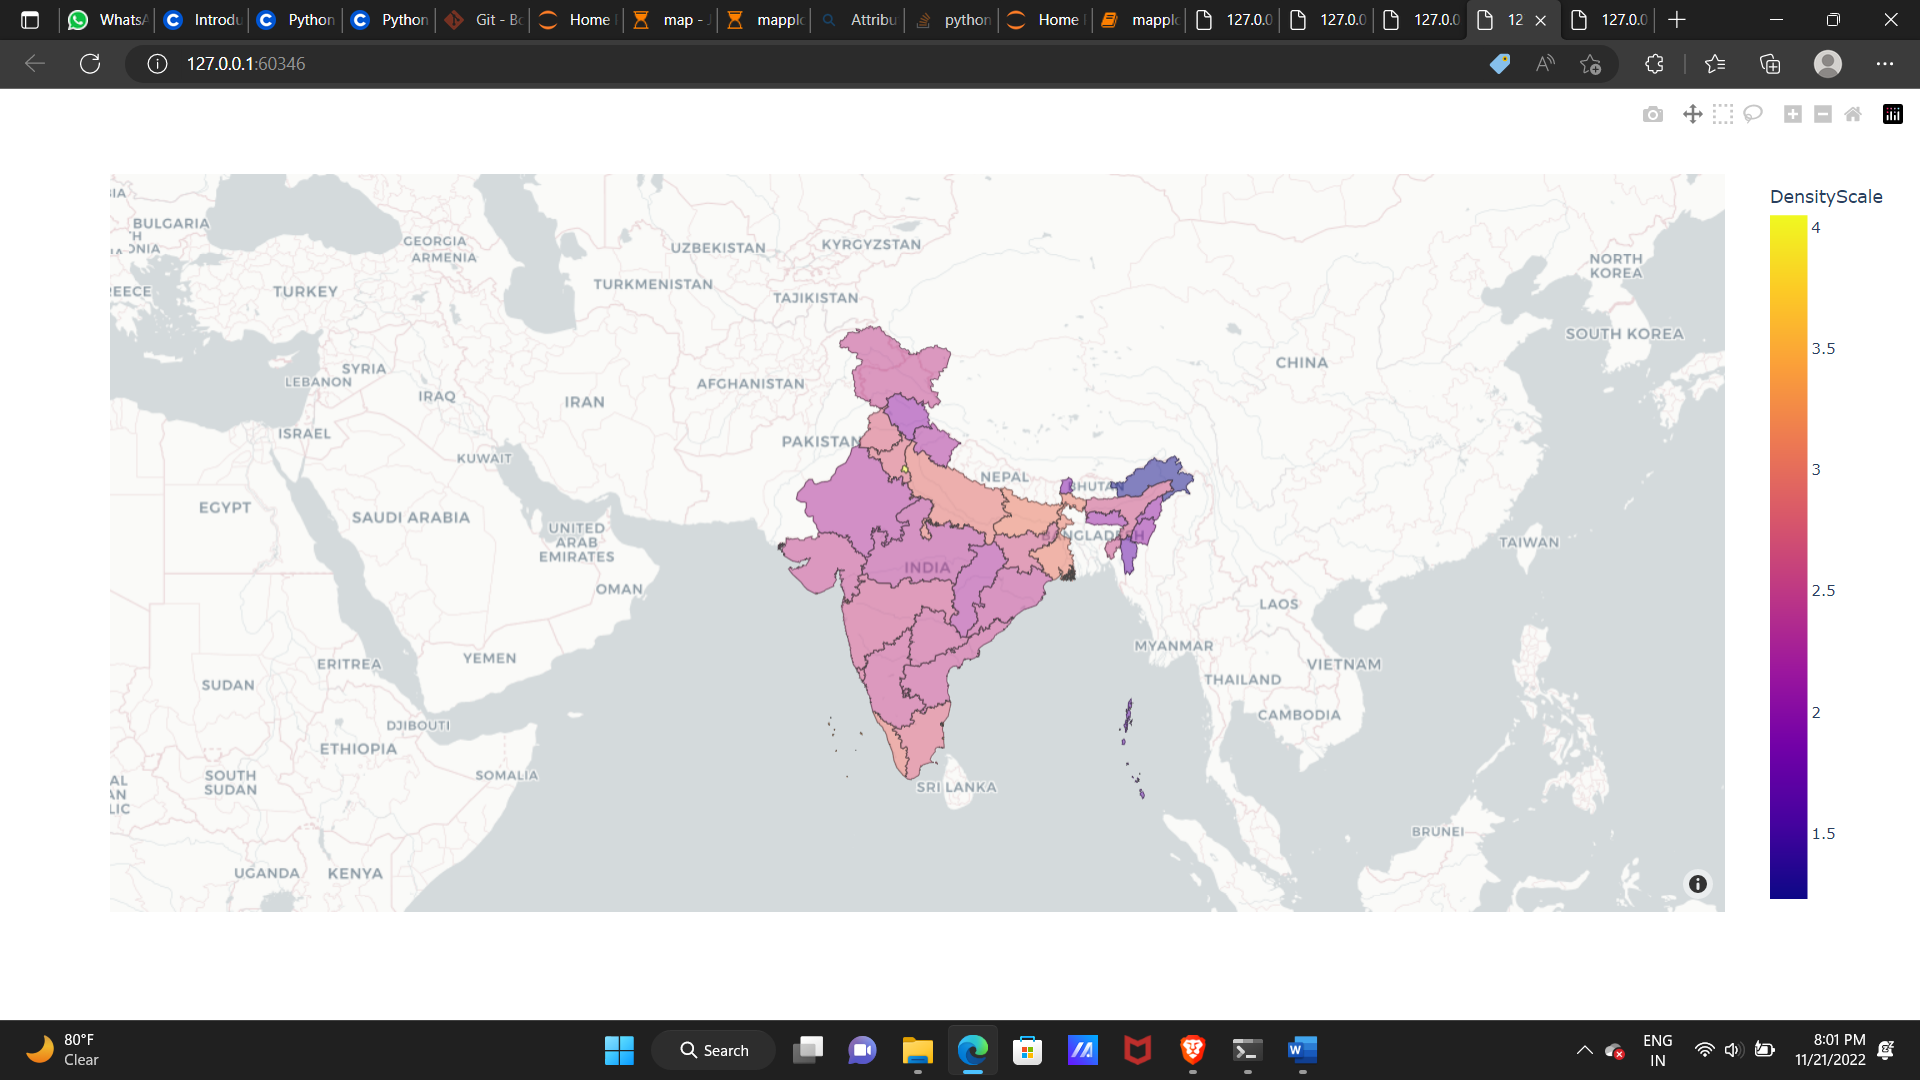 WhatsA
Introdu
Python
Python
Git - Bo
Home
map - J
mapplo
Attribu
python
Home
mapplo
127.0.0
127.0.0
127.0.0
12
127.0.0
127.0.0.1:60346
DensityScale
4
3.5
3
2.5
2
1.5
BULGARIA
GEORGIA
ARMENIA
UZBEKISTAN
KYRGYZSTAN
NORTH
KOREA
EECE
TURKEY
TURKMENISTAN
TAJIKISTAN
SOUTH KOREA
SYRIA
LEBANON
IRAQ
IRAN
AFGHANISTAN
CHINA
ISRAEL
KUWAIT
PAKISTAN
NEPAL
BHUTAN
EGYPT
SAUDI ARABIA
UNITED
ARAB
EMIRATES
BANGLADESH
TAIWAN
INDIA
OMAN
LAOS
MYANMAR
ERITREA
YEMEN
VIETNAM
SUDAN
THAILAND
DJIBOUTI
CAMBODIA
ETHIOPIA
SOUTH
SUDAN
SOMALIA
SRI LANKA
BRUNEI
UGANDA
KENYA
80°F
Clear
Search
ENG
IN
8:01 PM
11/21/2022